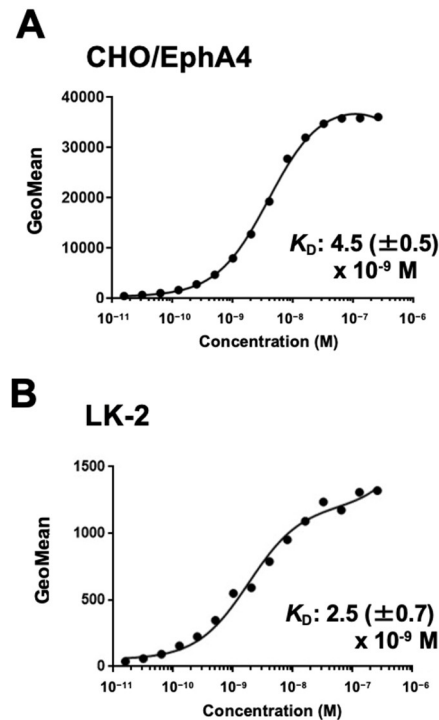 A
CHO/EphA4
40000
30000
20000
10000
0
GeoMean
K_D: 4.5 (±0.5)
x 10⁻⁹ M
10⁻¹¹ 10⁻¹⁰ 10⁻⁹ 10⁻⁸ 10⁻⁷ 10⁻⁶
Concentration (M)
B
LK-2
1500
1000
500
0
GeoMean
K_D: 2.5 (±0.7)
x 10⁻⁹ M
10⁻¹¹ 10⁻¹⁰ 10⁻⁹ 10⁻⁸ 10⁻⁷ 10⁻⁶
Concentration (M)